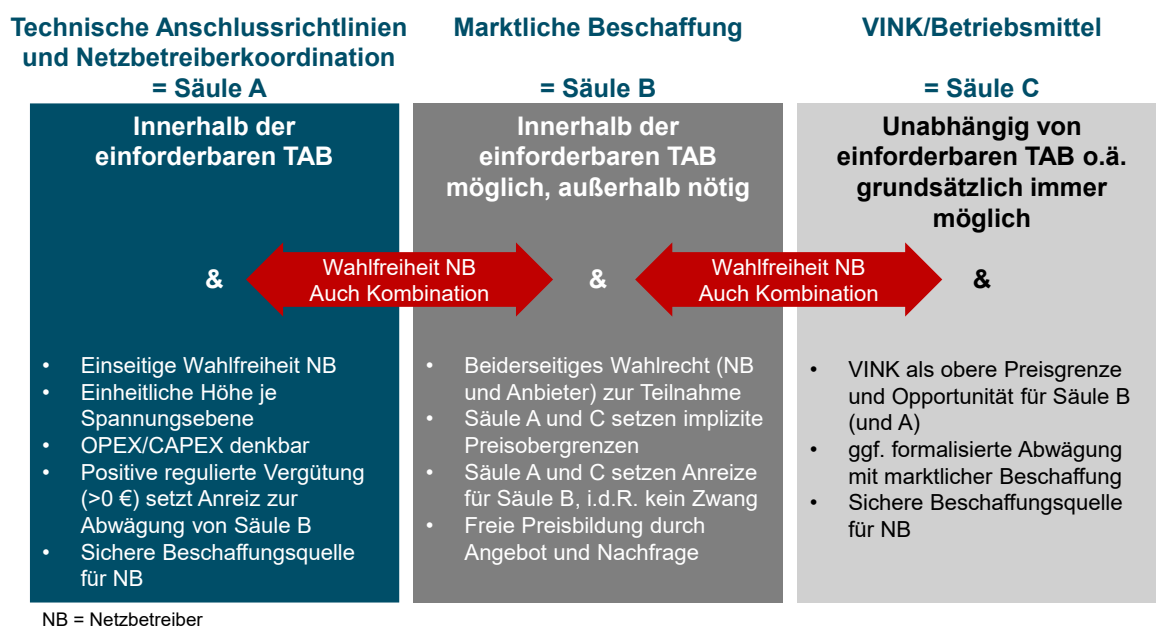 Technische Anschlussrichtlinien
und Netzbetreiberkoordination
= Säule A
Innerhalb der
einforderbaren TAB
&
• Einseitige Wahlfreiheit NB
• Einheitliche Höhe je
Spannungsebene
• OPEX/CAPEX denkbar
• Positive regulierte Vergütung
(>0 €) setzt Anreiz zur
Abwägung von Säule B
• Sichere Beschaffungsquelle
für NB
Wahlfreiheit NB
Auch Kombination
Marktliche Beschaffung
= Säule B
Innerhalb der
einforderbaren TAB
möglich, außerhalb nötig
&
• Beiderseitiges Wahlrecht (NB
und Anbieter) zur Teilnahme
• Säule A und C setzen implizite
Preisobergrenzen
• Säule A und C setzen Anreize
für Säule B, i.d.R. kein Zwang
• Freie Preisbildung durch
Angebot und Nachfrage
Wahlfreiheit NB
Auch Kombination
VINK/Betriebsmittel
= Säule C
Unabhängig von
einforderbaren TAB o.ä.
grundsätzlich immer
möglich
&
• VINK als obere Preisgrenze
und Opportunität für Säule B
(und A)
• ggf. formalisierte Abwägung
mit marktlicher Beschaffung
• Sichere Beschaffungsquelle
für NB
NB = Netzbetreiber